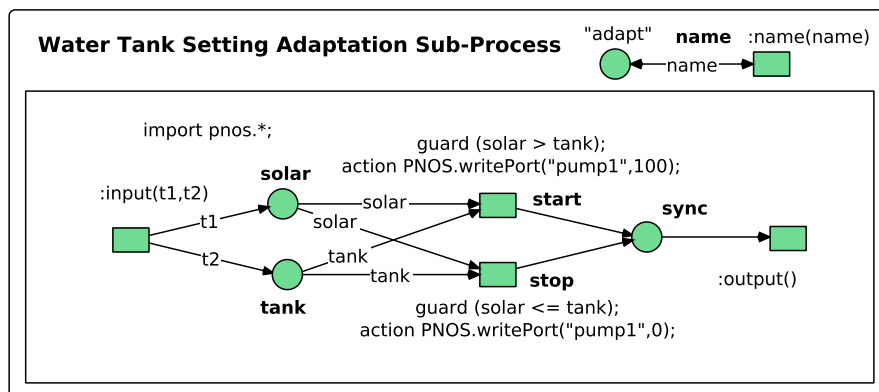 "adapt" name :name(name)
Water Tank Setting Adaptation Sub-Process
name
import pnos.*;
guard (solar > tank);
action PNOS.writePort("pump1",100);
solar
:input(t1,t2)
solar
start
t1
solar
sync
t2
tank
tank
stop
:output()
tank
guard (solar <= tank);
action PNOS.writePort("pump1",0);